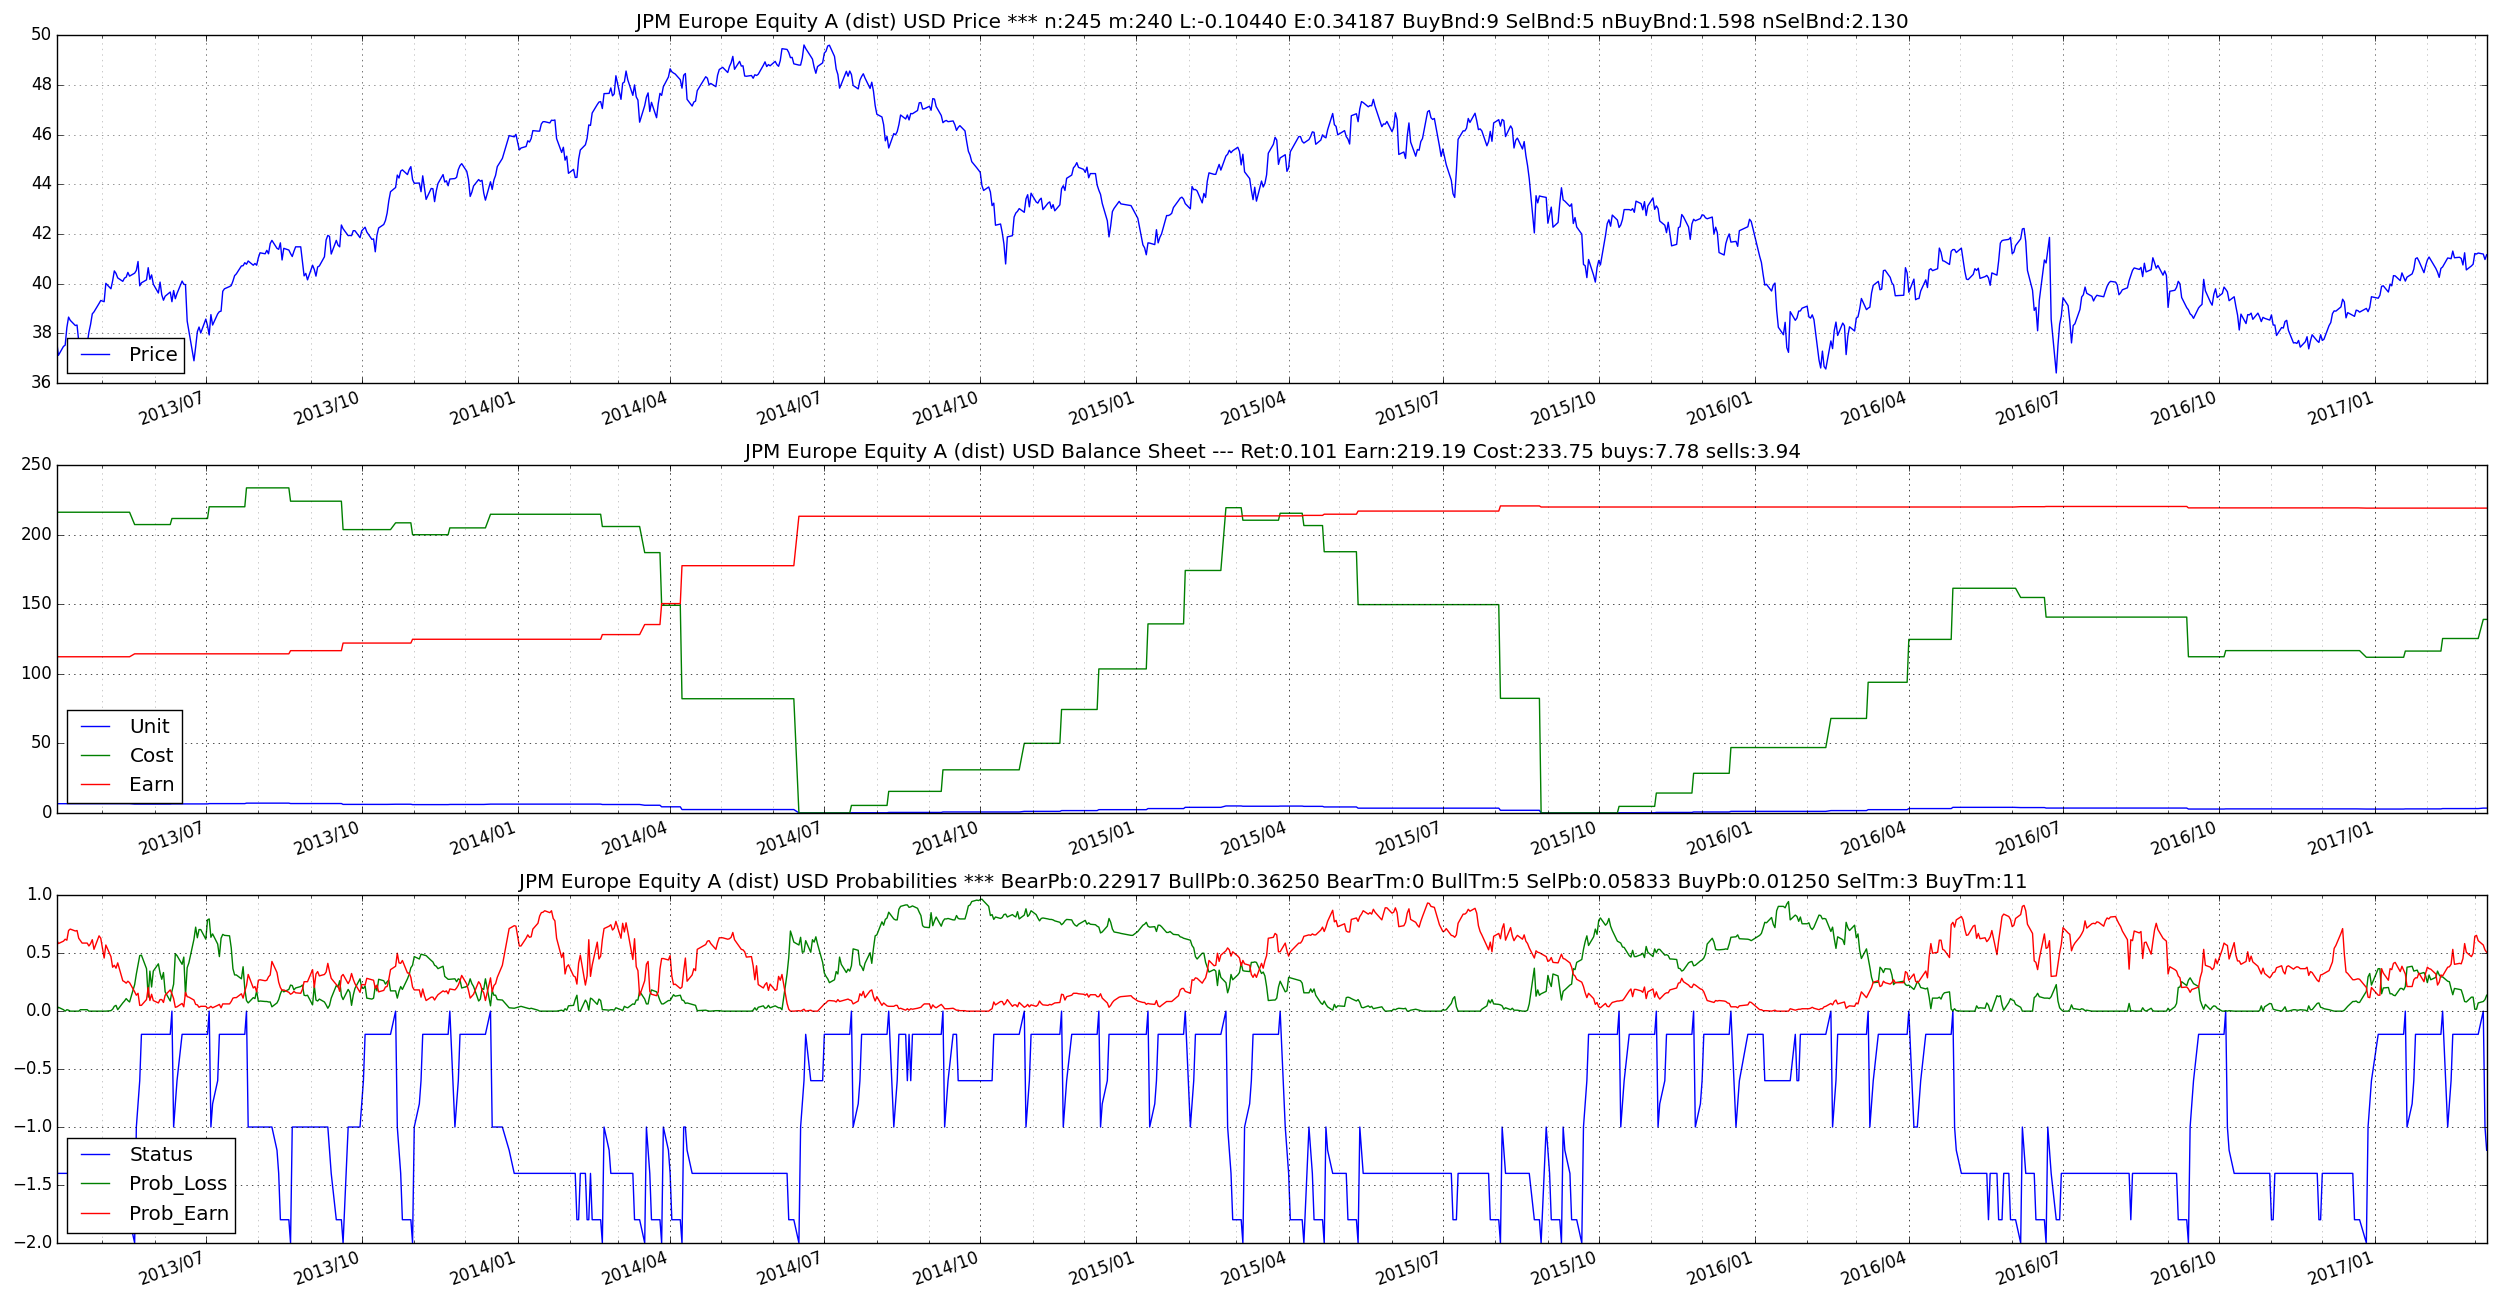 JPM Europe Equity A (dist) USD Price *** n:245 m:240 L:-0.10440 E:0.34187 BuyBnd:9 SelBnd:5 nBuyBnd:1.598 nSelBnd:2.130
50
48
46
44
42
40
38
36
Price
2013/07 2013/10 2014/01 2014/04 2014/07 2014/10 2015/01 2015/04 2015/07 2015/10 2016/01 2016/04 2016/07 2016/10 2017/01
JPM Europe Equity A (dist) USD Balance Sheet --- Ret:0.101 Earn:219.19 Cost:233.75 buys:7.78 sells:3.94
250
200
150
100
50
0
Unit
Cost
Earn
2013/07 2013/10 2014/01 2014/04 2014/07 2014/10 2015/01 2015/04 2015/07 2015/10 2016/01 2016/04 2016/07 2016/10 2017/01
JPM Europe Equity A (dist) USD Probabilities *** BearPb:0.22917 BullPb:0.36250 BearTm:0 BullTm:5 SelPb:0.05833 BuyPb:0.01250 SelTm:3 BuyTm:11
1.0
0.5
0.0
−0.5
−1.0
−1.5
−2.0
Status
Prob_Loss
Prob_Earn
2013/07 2013/10 2014/01 2014/04 2014/07 2014/10 2015/01 2015/04 2015/07 2015/10 2016/01 2016/04 2016/07 2016/10 2017/01